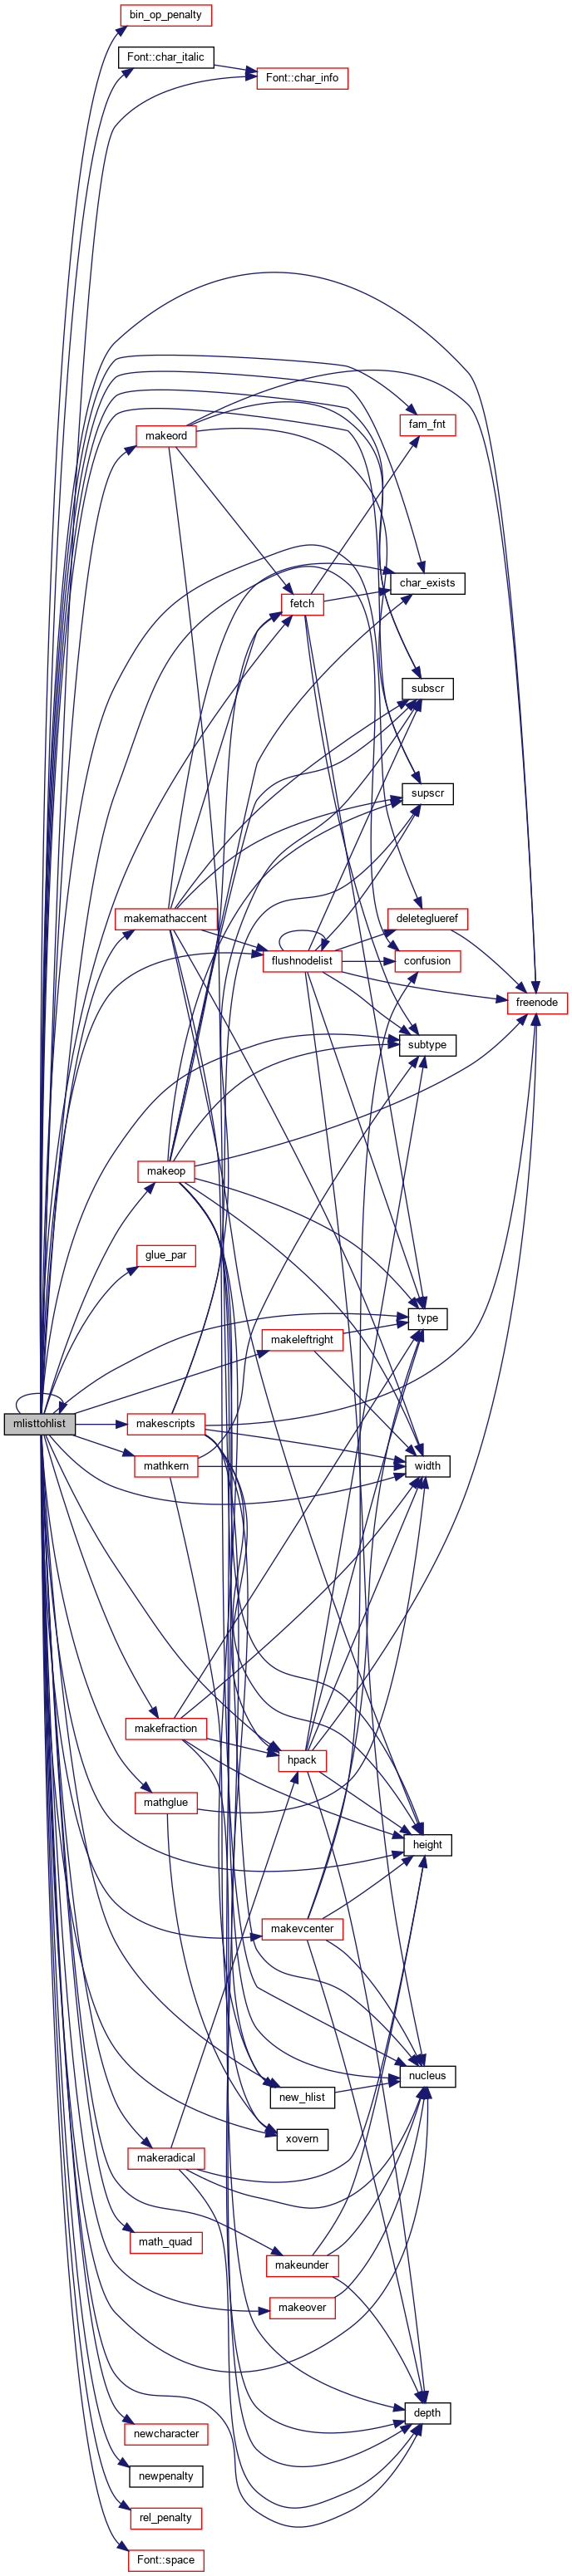 bin_op_penalty
Font::char_italic
Font::char_info
fam_fnt
makeord
char_exists
fetch
subscr
supscr
makemathaccent
deleteglueref
flushnodelist
confusion
freenode
subtype
makeop
glue_par
type
makeleftright
mlisttohlist
makescripts
mathkern
width
makefraction
hpack
mathglue
height
makevcenter
nucleus
new_hlist
xovern
makeradical
math_quad
makeunder
makeover
depth
newcharacter
newpenalty
rel_penalty
Font::space